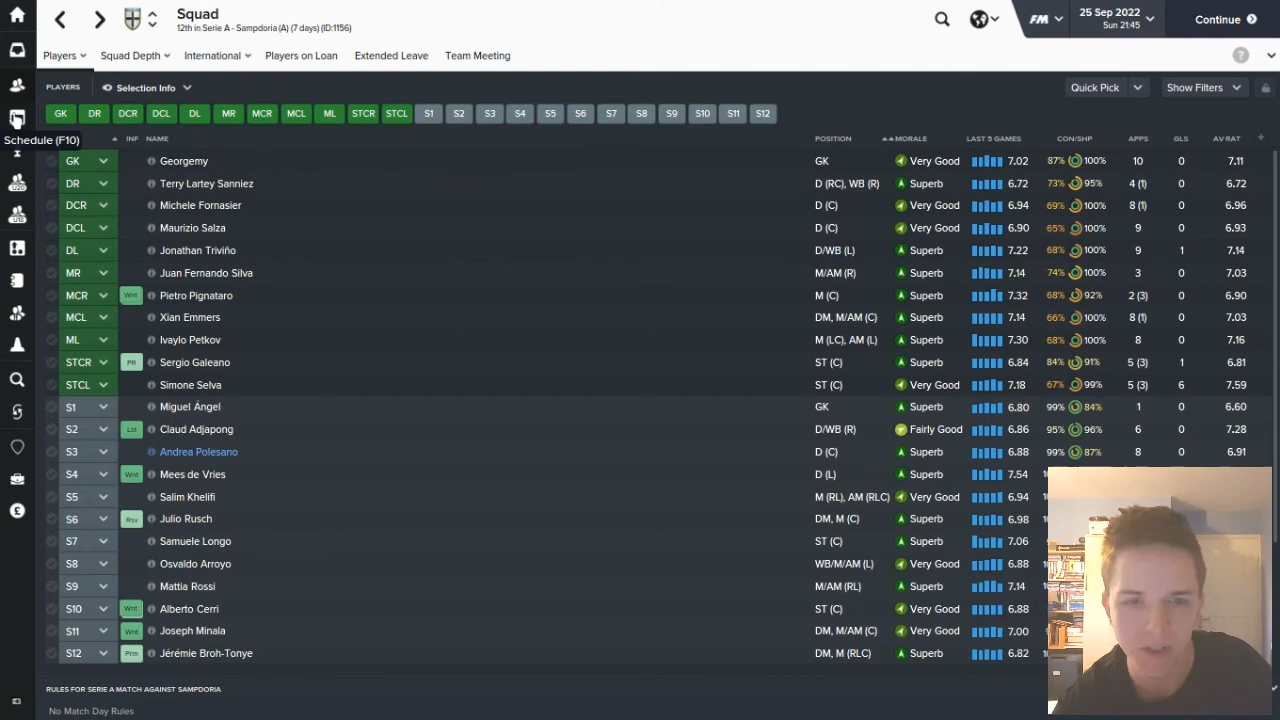 Squad
12th in Serie A - Sampdoria (A) (7 days) (ID:1156)
FM
25 Sep 2022
Sun 21:45
Continue
Players
Squad Depth
International
Players on Loan
Extended Leave
Team Meeting
?
PLAYERS
Selection Info
Quick Pick
Show Filters
GK DR DCR DCL DL MR MCR MCL ML STCR STCL S1 S2 S3 S4 S5 S6 S7 S8 S9 S10 S11 S12
Schedule (F10)
INF NAME POSITION MORALE LAST 5 GAMES CON/SHP APPS GLS AV RAT
GK Georgemy GK Very Good 7.02 87% 100% 10 0 7.11
DR Terry Lartey Sanniez D (RC), WB (R) Superb 6.72 73% 95% 4 (1) 0 6.72
DCR Michele Fornasier D (C) Very Good 6.94 69% 100% 8 (1) 0 6.96
DCL Maurizio Salza D (C) Very Good 6.90 65% 100% 9 0 6.93
DL Jonathan Triviño D/WB (L) Superb 7.22 68% 100% 9 1 7.14
MR Juan Fernando Silva M/AM (R) Superb 7.14 74% 100% 3 0 7.03
MCR Wnt Pietro Pignataro M (C) Superb 7.32 68% 92% 2 (3) 0 6.90
MCL Xian Emmers DM, M/AM (C) Superb 7.14 66% 100% 8 (1) 0 7.03
ML Ivaylo Petkov M (LC), AM (L) Superb 7.30 68% 100% 8 0 7.16
STCR PR Sergio Galeano ST (C) Superb 6.84 84% 91% 5 (3) 1 6.81
STCL Simone Selva ST (C) Very Good 7.18 67% 99% 5 (3) 6 7.59
S1 Miguel Ángel GK Superb 6.80 99% 84% 1 0 6.60
S2 Lst Claud Adjapong D/WB (R) Fairly Good 6.86 95% 96% 6 0 7.28
S3 Andrea Polesano D (C) Superb 6.88 99% 87% 8 0 6.91
S4 Wnt Mees de Vries D (L) Superb 7.54
S5 Salim Khelifi M (RL), AM (RLC) Very Good 6.94
S6 Rsv Julio Rusch DM, M (C) Superb 6.98
S7 Samuele Longo ST (C) Superb 7.06
S8 Osvaldo Arroyo WB/M/AM (L) Very Good 6.88
S9 Mattia Rossi M/AM (RL) Superb 7.14
S10 Wnt Alberto Cerri ST (C) Very Good 6.88
S11 Wnt Joseph Minala DM, M/AM (C) Very Good 7.00
S12 Prm Jérémie Broh-Tonye DM, M (RLC) Superb 6.82
RULES FOR SERIE A MATCH AGAINST SAMPDORIA
No Match Day Rules